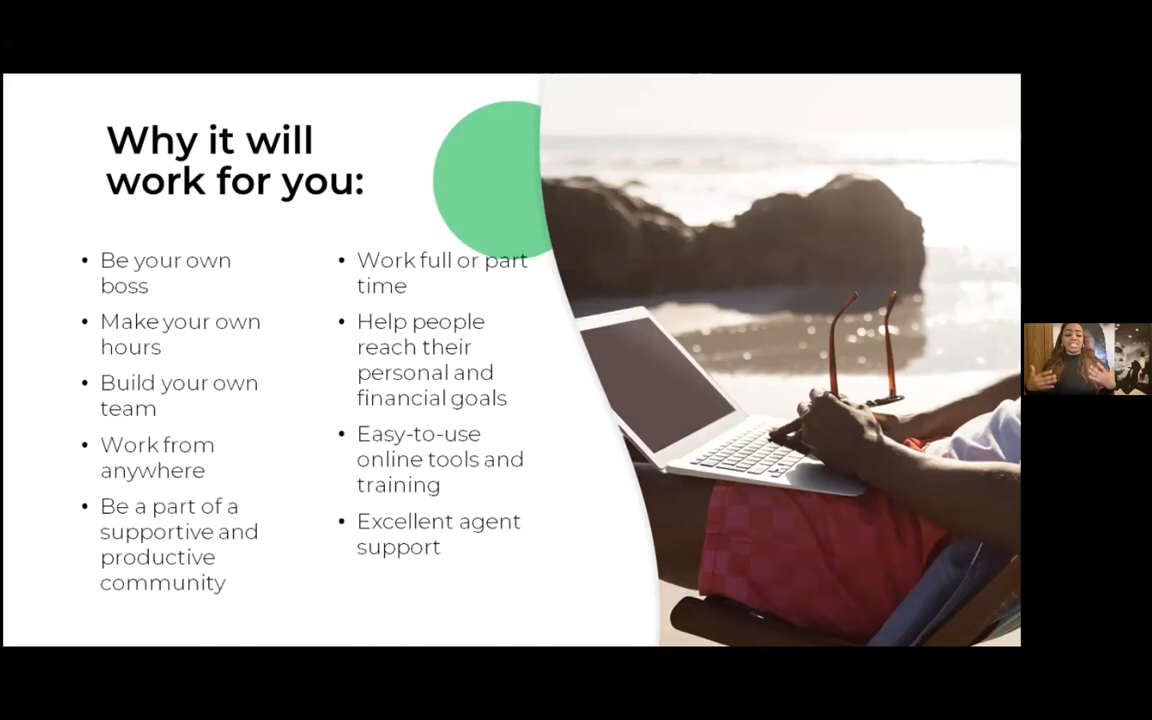 Why it will
work for you:
• Be your own
boss
• Make your own
hours
• Build your own
team
• Work from
anywhere
• Be a part of a
supportive and
productive
community
• Work full or part
time
• Help people
reach their
personal and
financial goals
• Easy-to-use
online tools and
training
• Excellent agent
support